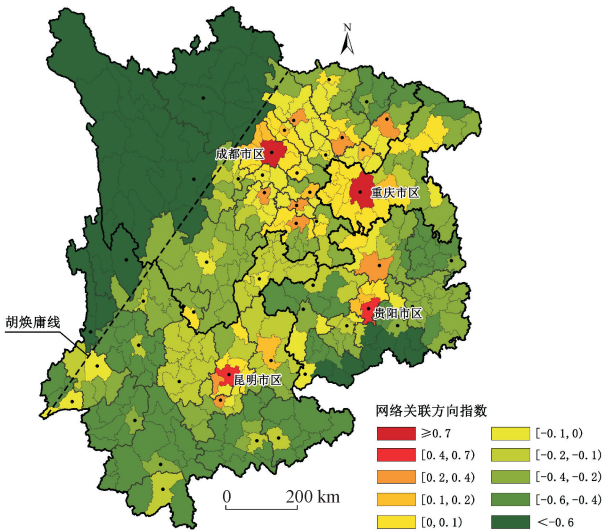 N
成都市区
重庆市区
胡焕庸线
贵阳市区
昆明市区
网络关联方向指数
≥0.7
[0.4, 0.7)
[0.2, 0.4)
[0.1, 0.2)
[0, 0.1)
[-0.1, 0)
[-0.2, -0.1)
[-0.4, -0.2)
[-0.6, -0.4)
<-0.6
0 200 km